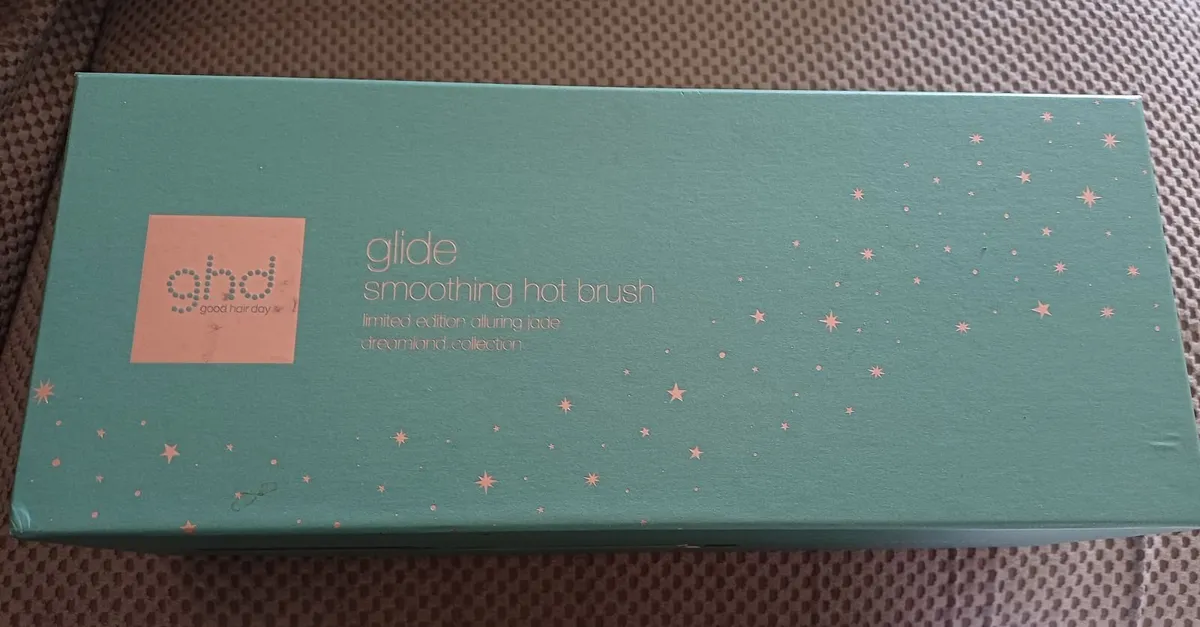 ghd
good hair day
glide
smoothing hot brush
limited edition alluring jade
dreamland collection